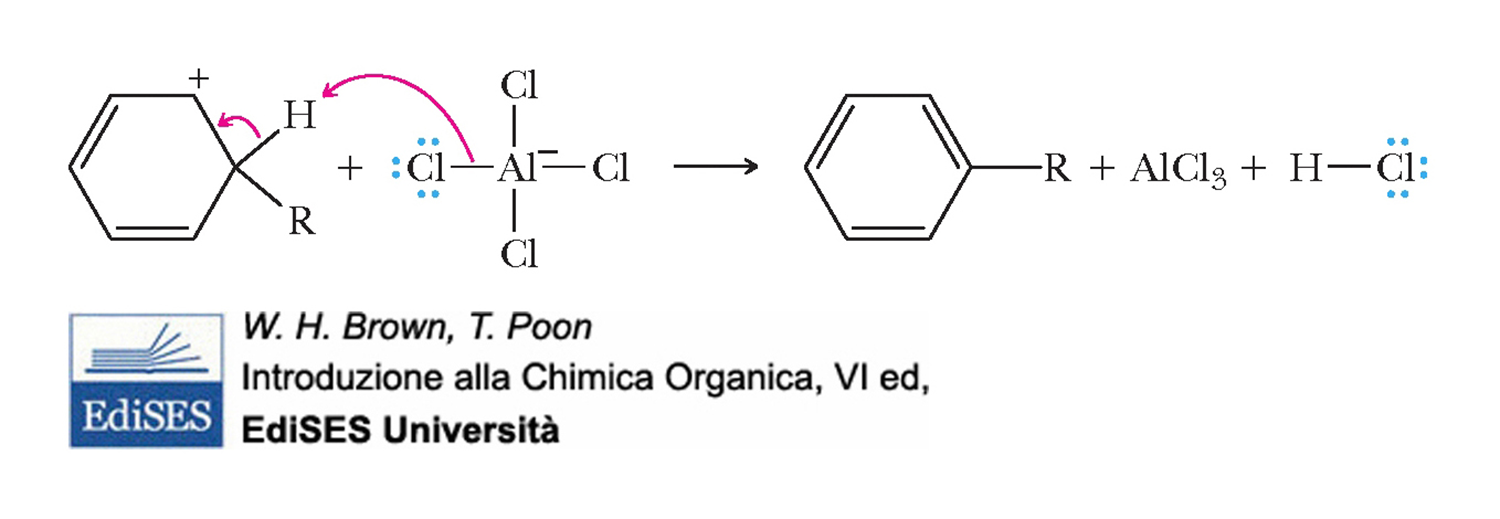 +
H
R
+
Cl
Cl
Al−
Cl
Cl
R + AlCl3 + H Cl
W. H. Brown, T. Poon
Introduzione alla Chimica Organica, VI ed,
EdiSES Università
EdiSES